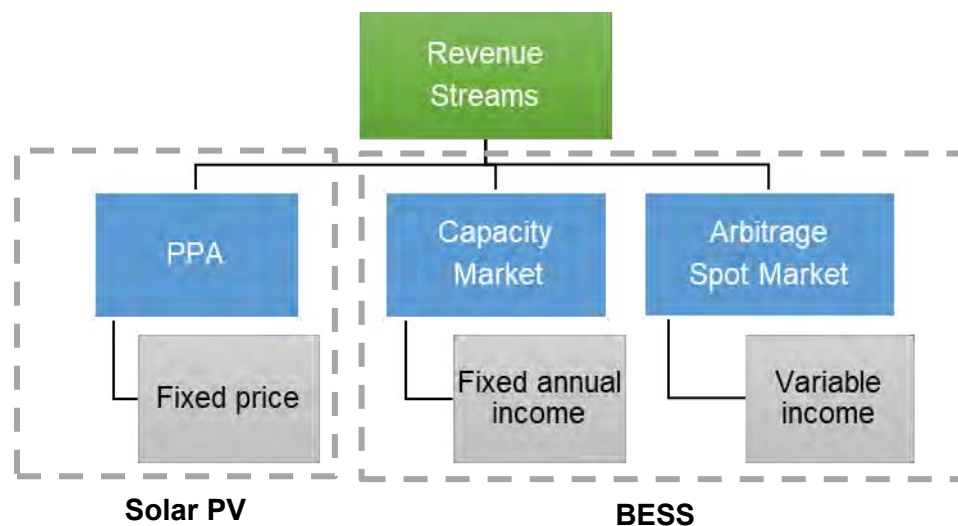 Revenue
Streams
PPA
Capacity
Market
Arbitrage
Spot Market
Fixed price
Fixed annual
income
Variable
income
Solar PV
BESS